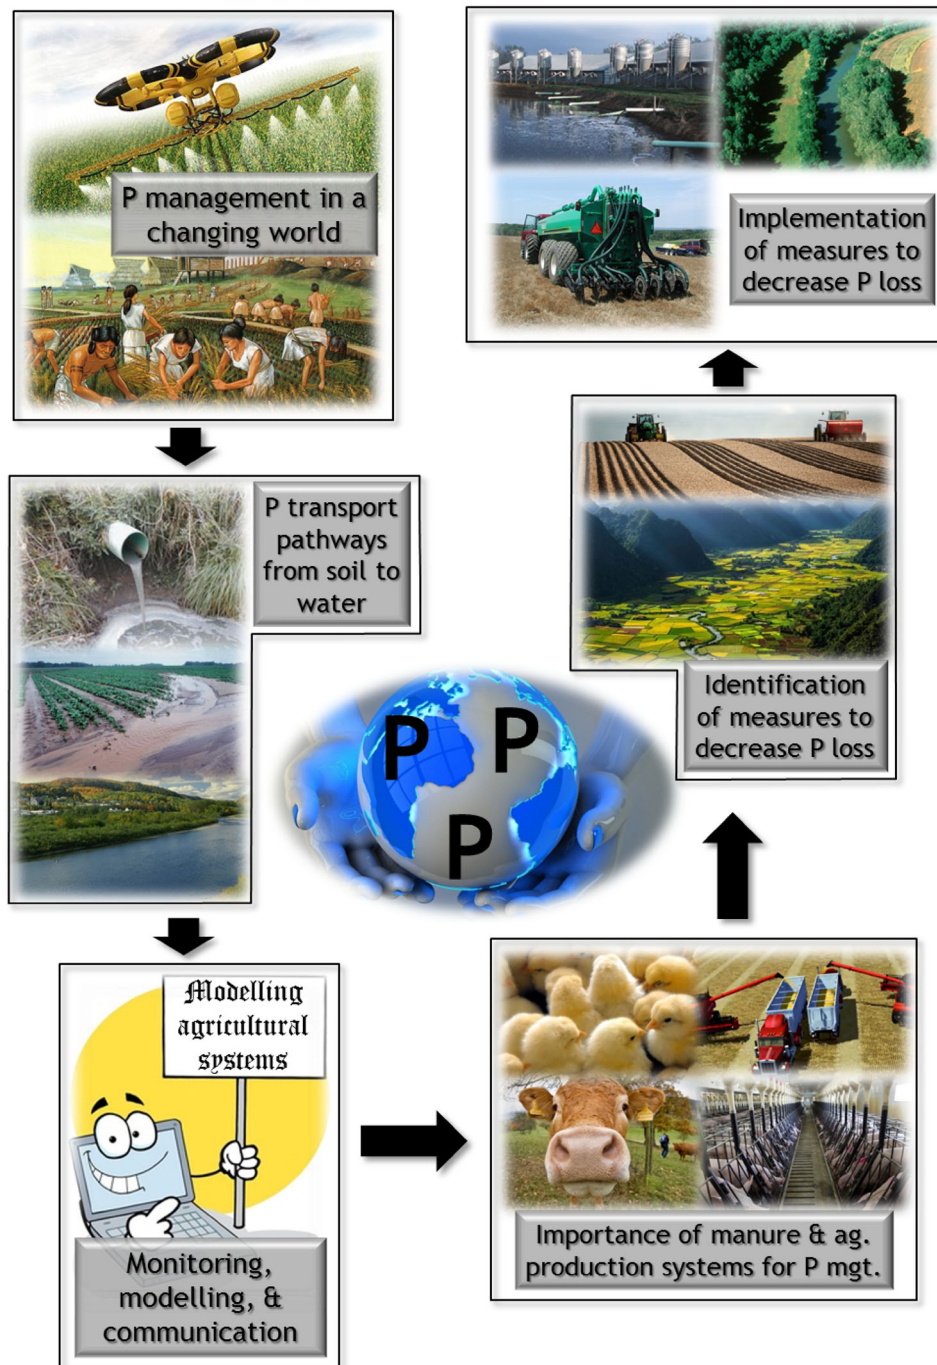 P management in a
changing world
P transport
pathways
from soil to
water
Modelling
agricultural
systems
Monitoring,
modelling, &
communication
Importance of manure & ag.
production systems for P mgt.
Identification
of measures to
decrease P loss
Implementation
of measures to
decrease P loss
P P
P